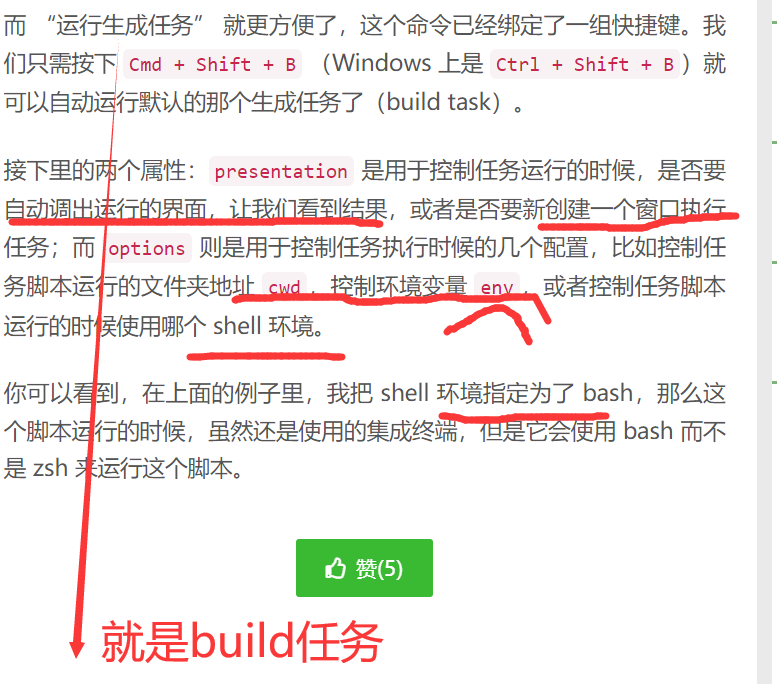 而 “运行生成任务” 就更方便了，这个命令已经绑定了一组快捷键。我
们只需按下 Cmd + Shift + B （Windows 上是 Ctrl + Shift + B）就
可以自动运行默认的那个生成任务了（build task）。
接下里的两个属性：presentation 是用于控制任务运行的时候，是否要
自动调出运行的界面，让我们看到结果，或者是否要新创建一个窗口执行
任务；而 options 则是用于控制任务执行时候的几个配置，比如控制任
务脚本运行的文件夹地址 cwd，控制环境变量 env，或者控制任务脚本
运行的时候使用哪个 shell 环境。
你可以看到，在上面的例子里，我把 shell 环境指定为了 bash，那么这
个脚本运行的时候，虽然还是使用的集成终端，但是它会使用 bash 而不
是 zsh 来运行这个脚本。
赞(5)
就是build任务